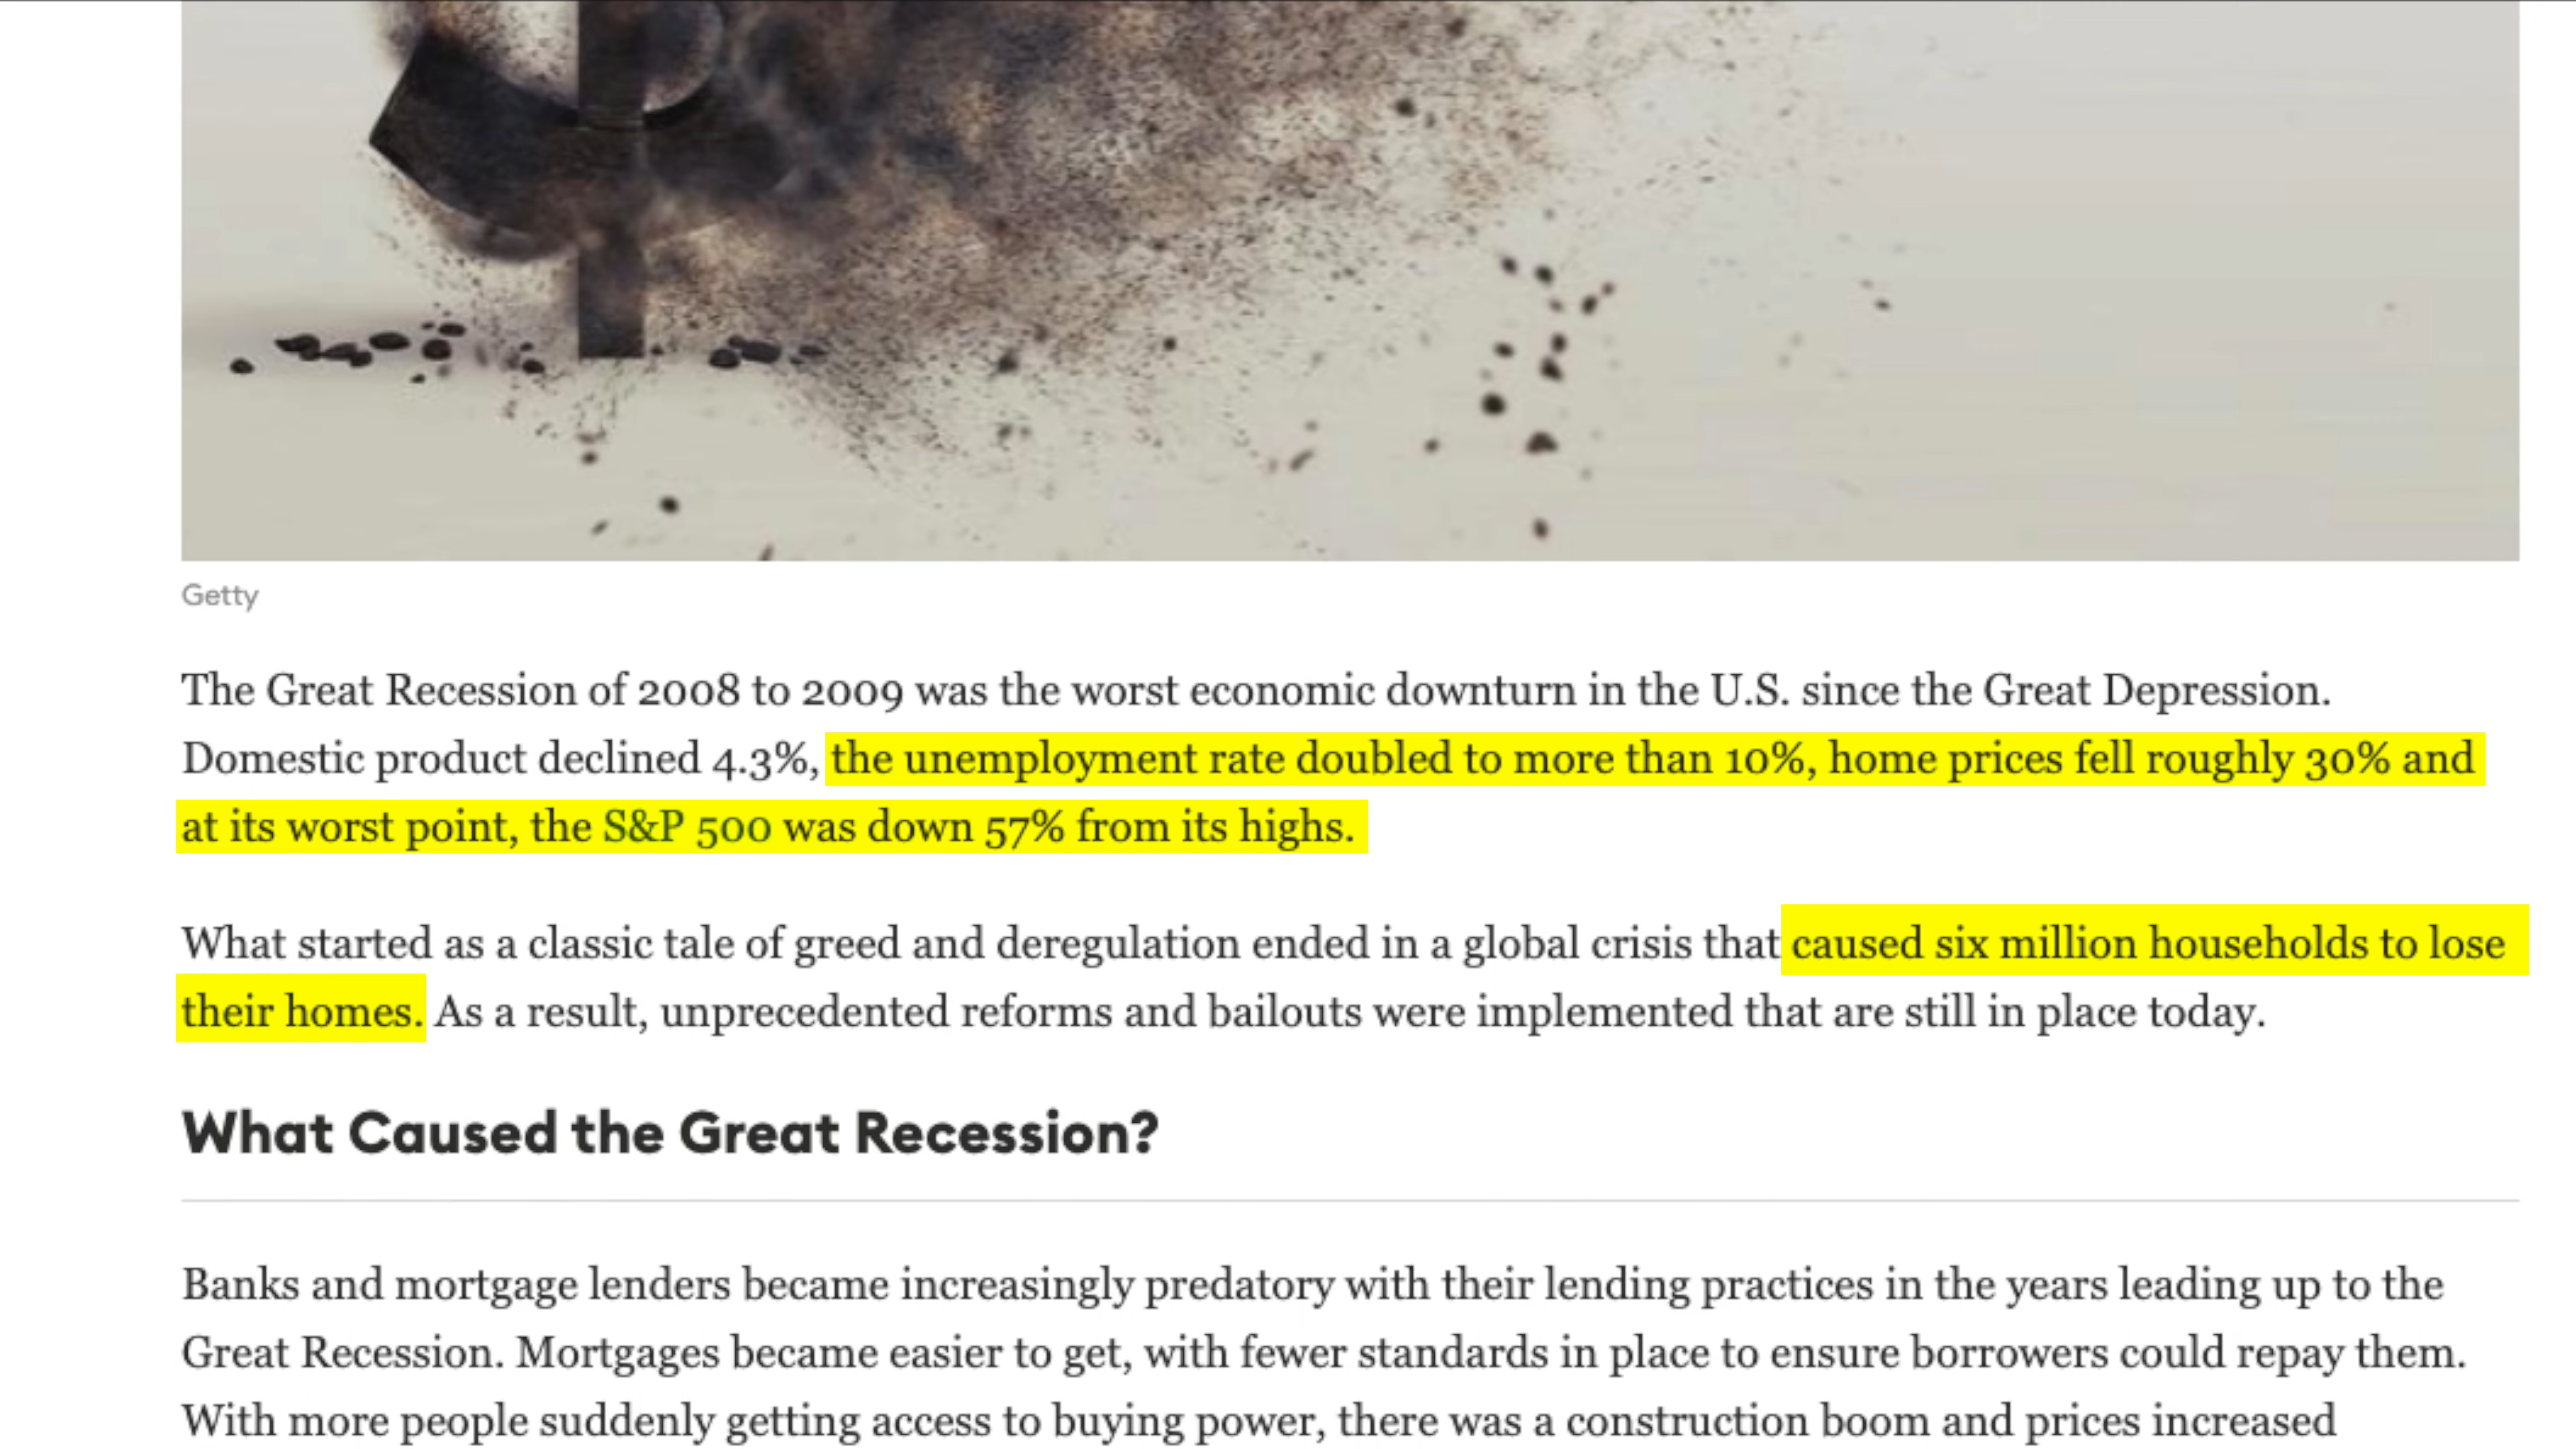 Getty
The Great Recession of 2008 to 2009 was the worst economic downturn in the U.S. since the Great Depression.
Domestic product declined 4.3%, the unemployment rate doubled to more than 10%, home prices fell roughly 30% and
at its worst point, the S&P 500 was down 57% from its highs.
What started as a classic tale of greed and deregulation ended in a global crisis that caused six million households to lose
their homes. As a result, unprecedented reforms and bailouts were implemented that are still in place today.
What Caused the Great Recession?
Banks and mortgage lenders became increasingly predatory with their lending practices in the years leading up to the
Great Recession. Mortgages became easier to get, with fewer standards in place to ensure borrowers could repay them.
With more people suddenly getting access to buying power, there was a construction boom and prices increased